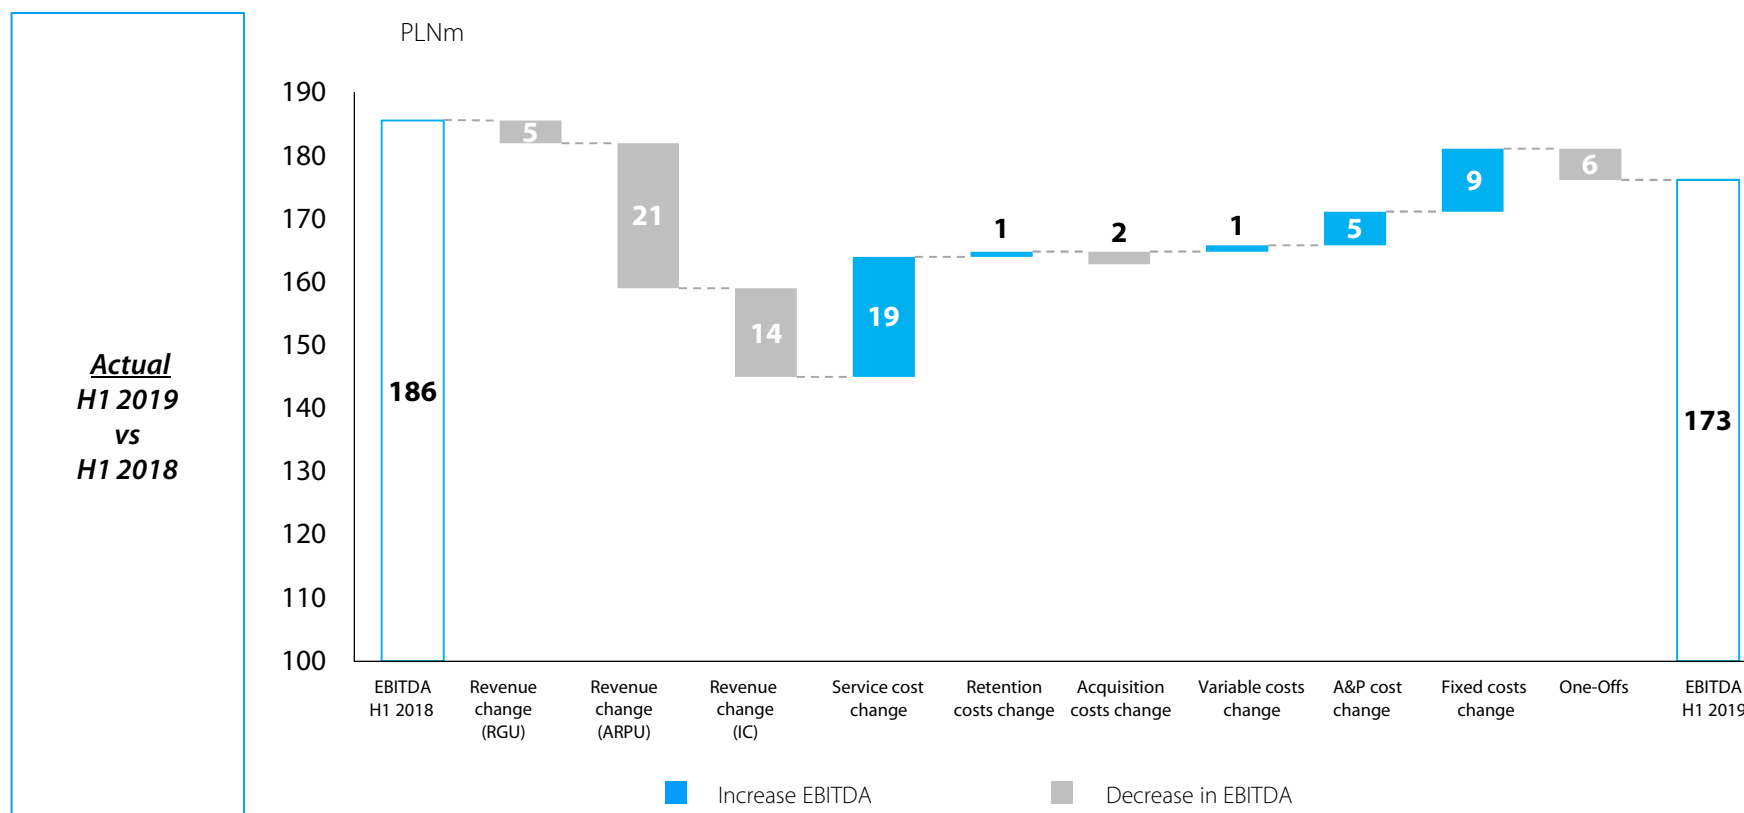 PLNm
Actual
H1 2019
vs
H1 2018
190
180
170
160
150
140
130
120
110
100
186
5
21
14
19
1
2
1
5
9
6
173
EBITDA
H1 2018
Revenue
change
(RGU)
Revenue
change
(ARPU)
Revenue
change
(IC)
Service cost
change
Retention
costs change
Acquisition
costs change
Variable costs
change
A&P cost
change
Fixed costs
change
One-Offs
EBITDA
H1 2019
Increase EBITDA
Decrease in EBITDA